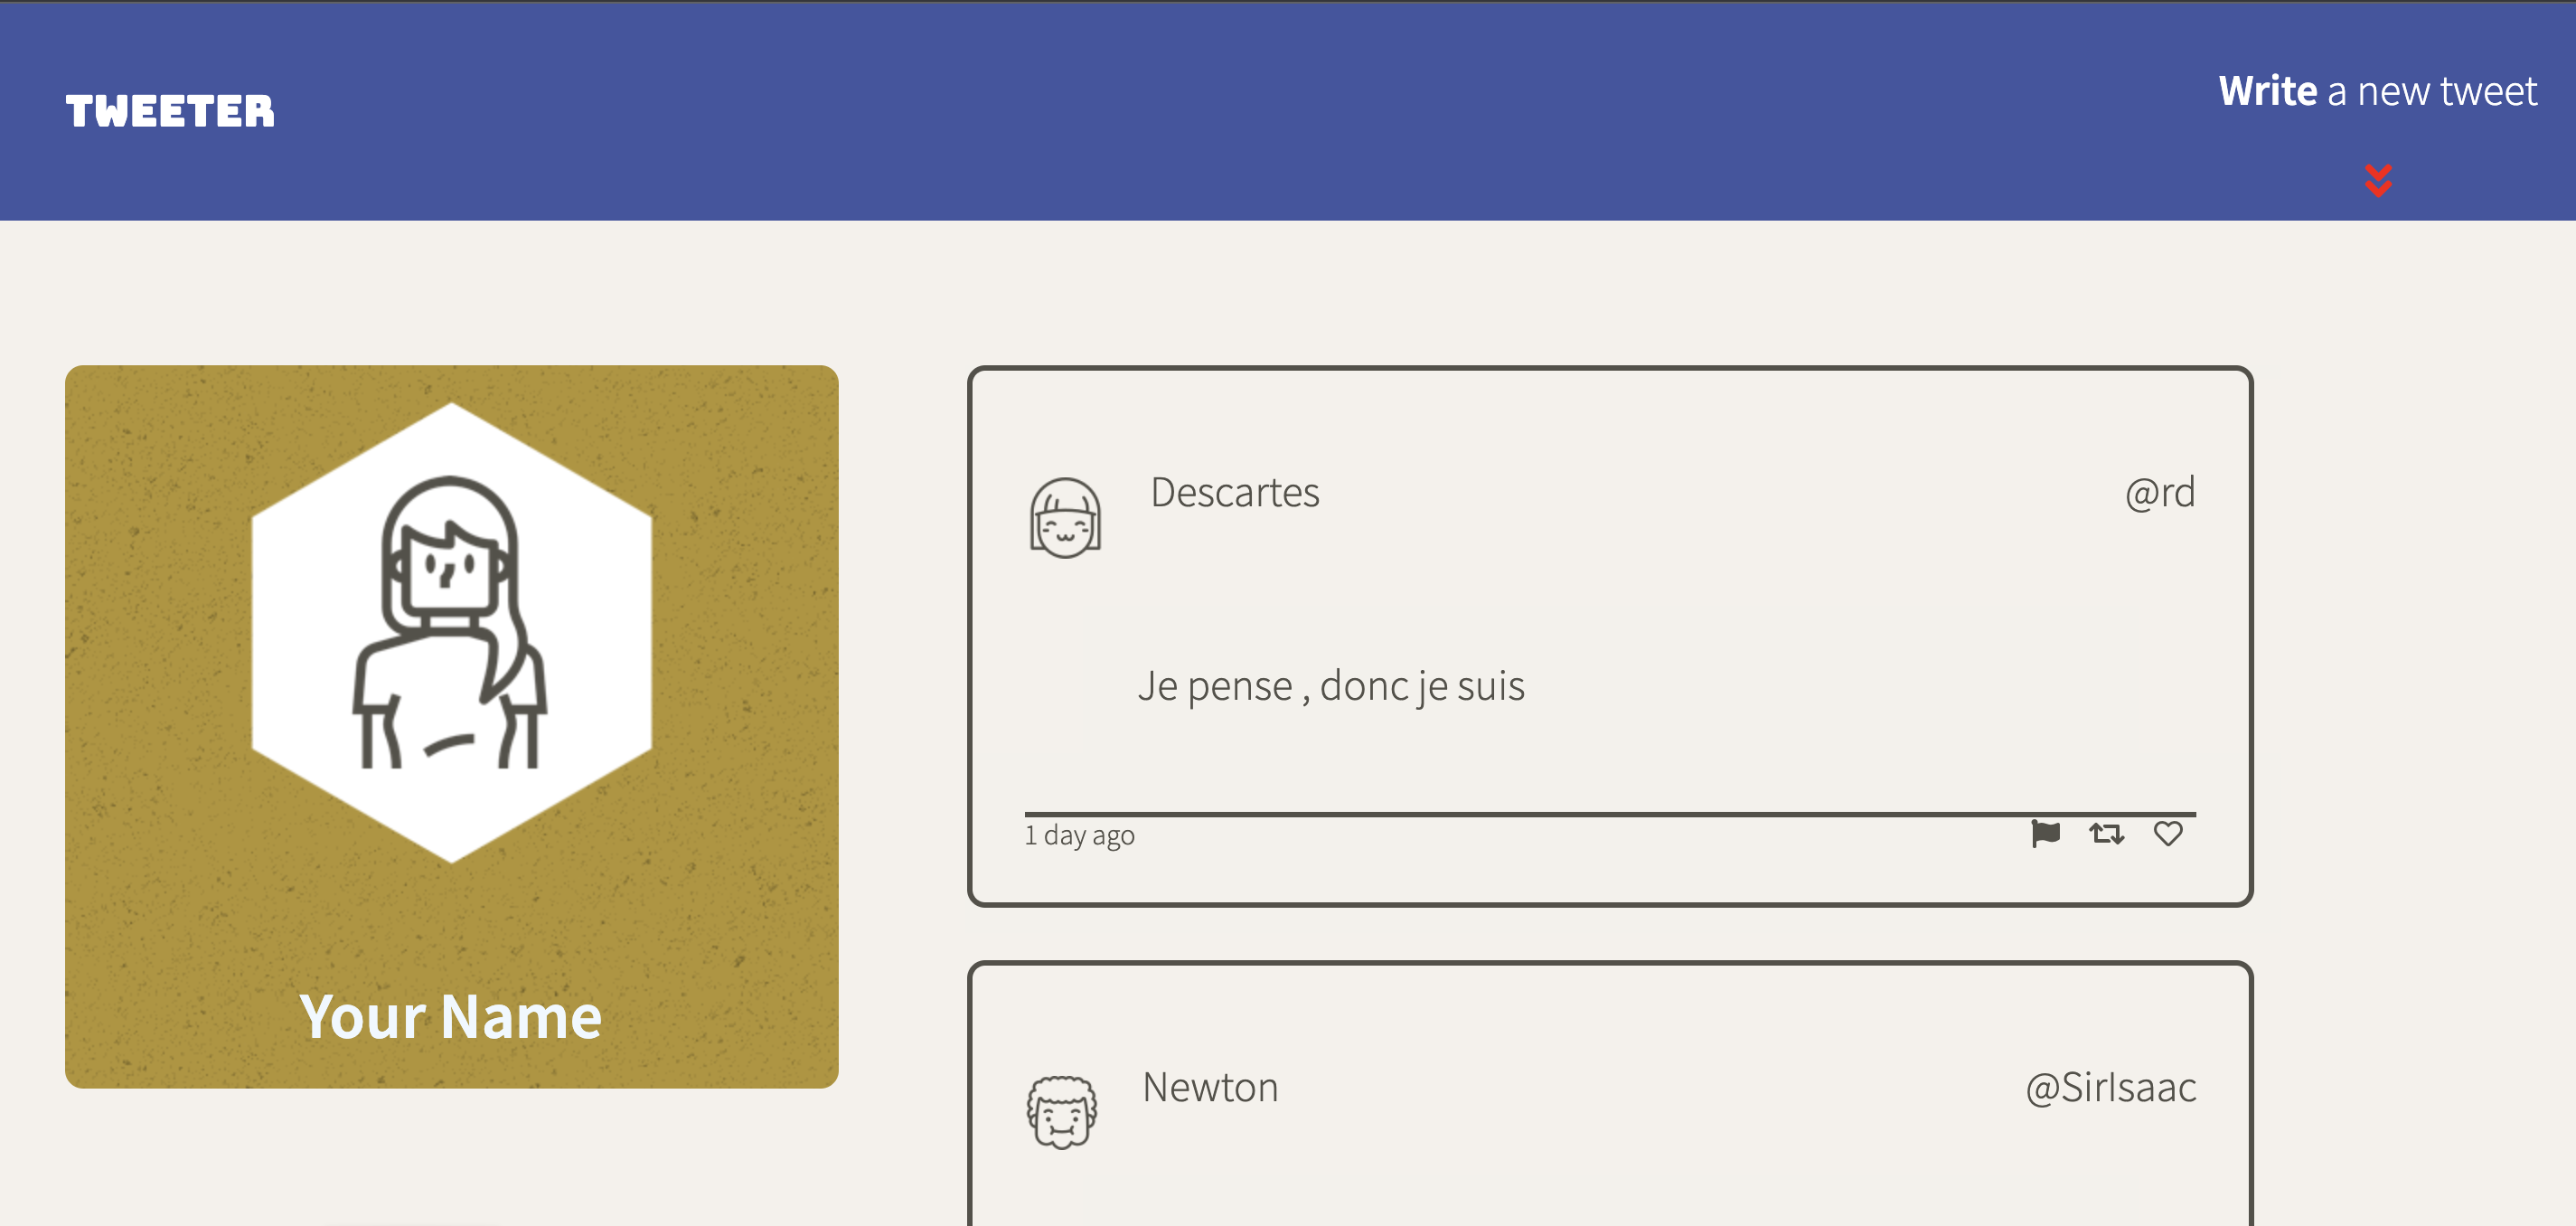 TWEETER
Write a new tweet
Your Name
Descartes
@rd
Je pense , donc je suis
1 day ago
Newton
@SirIsaac